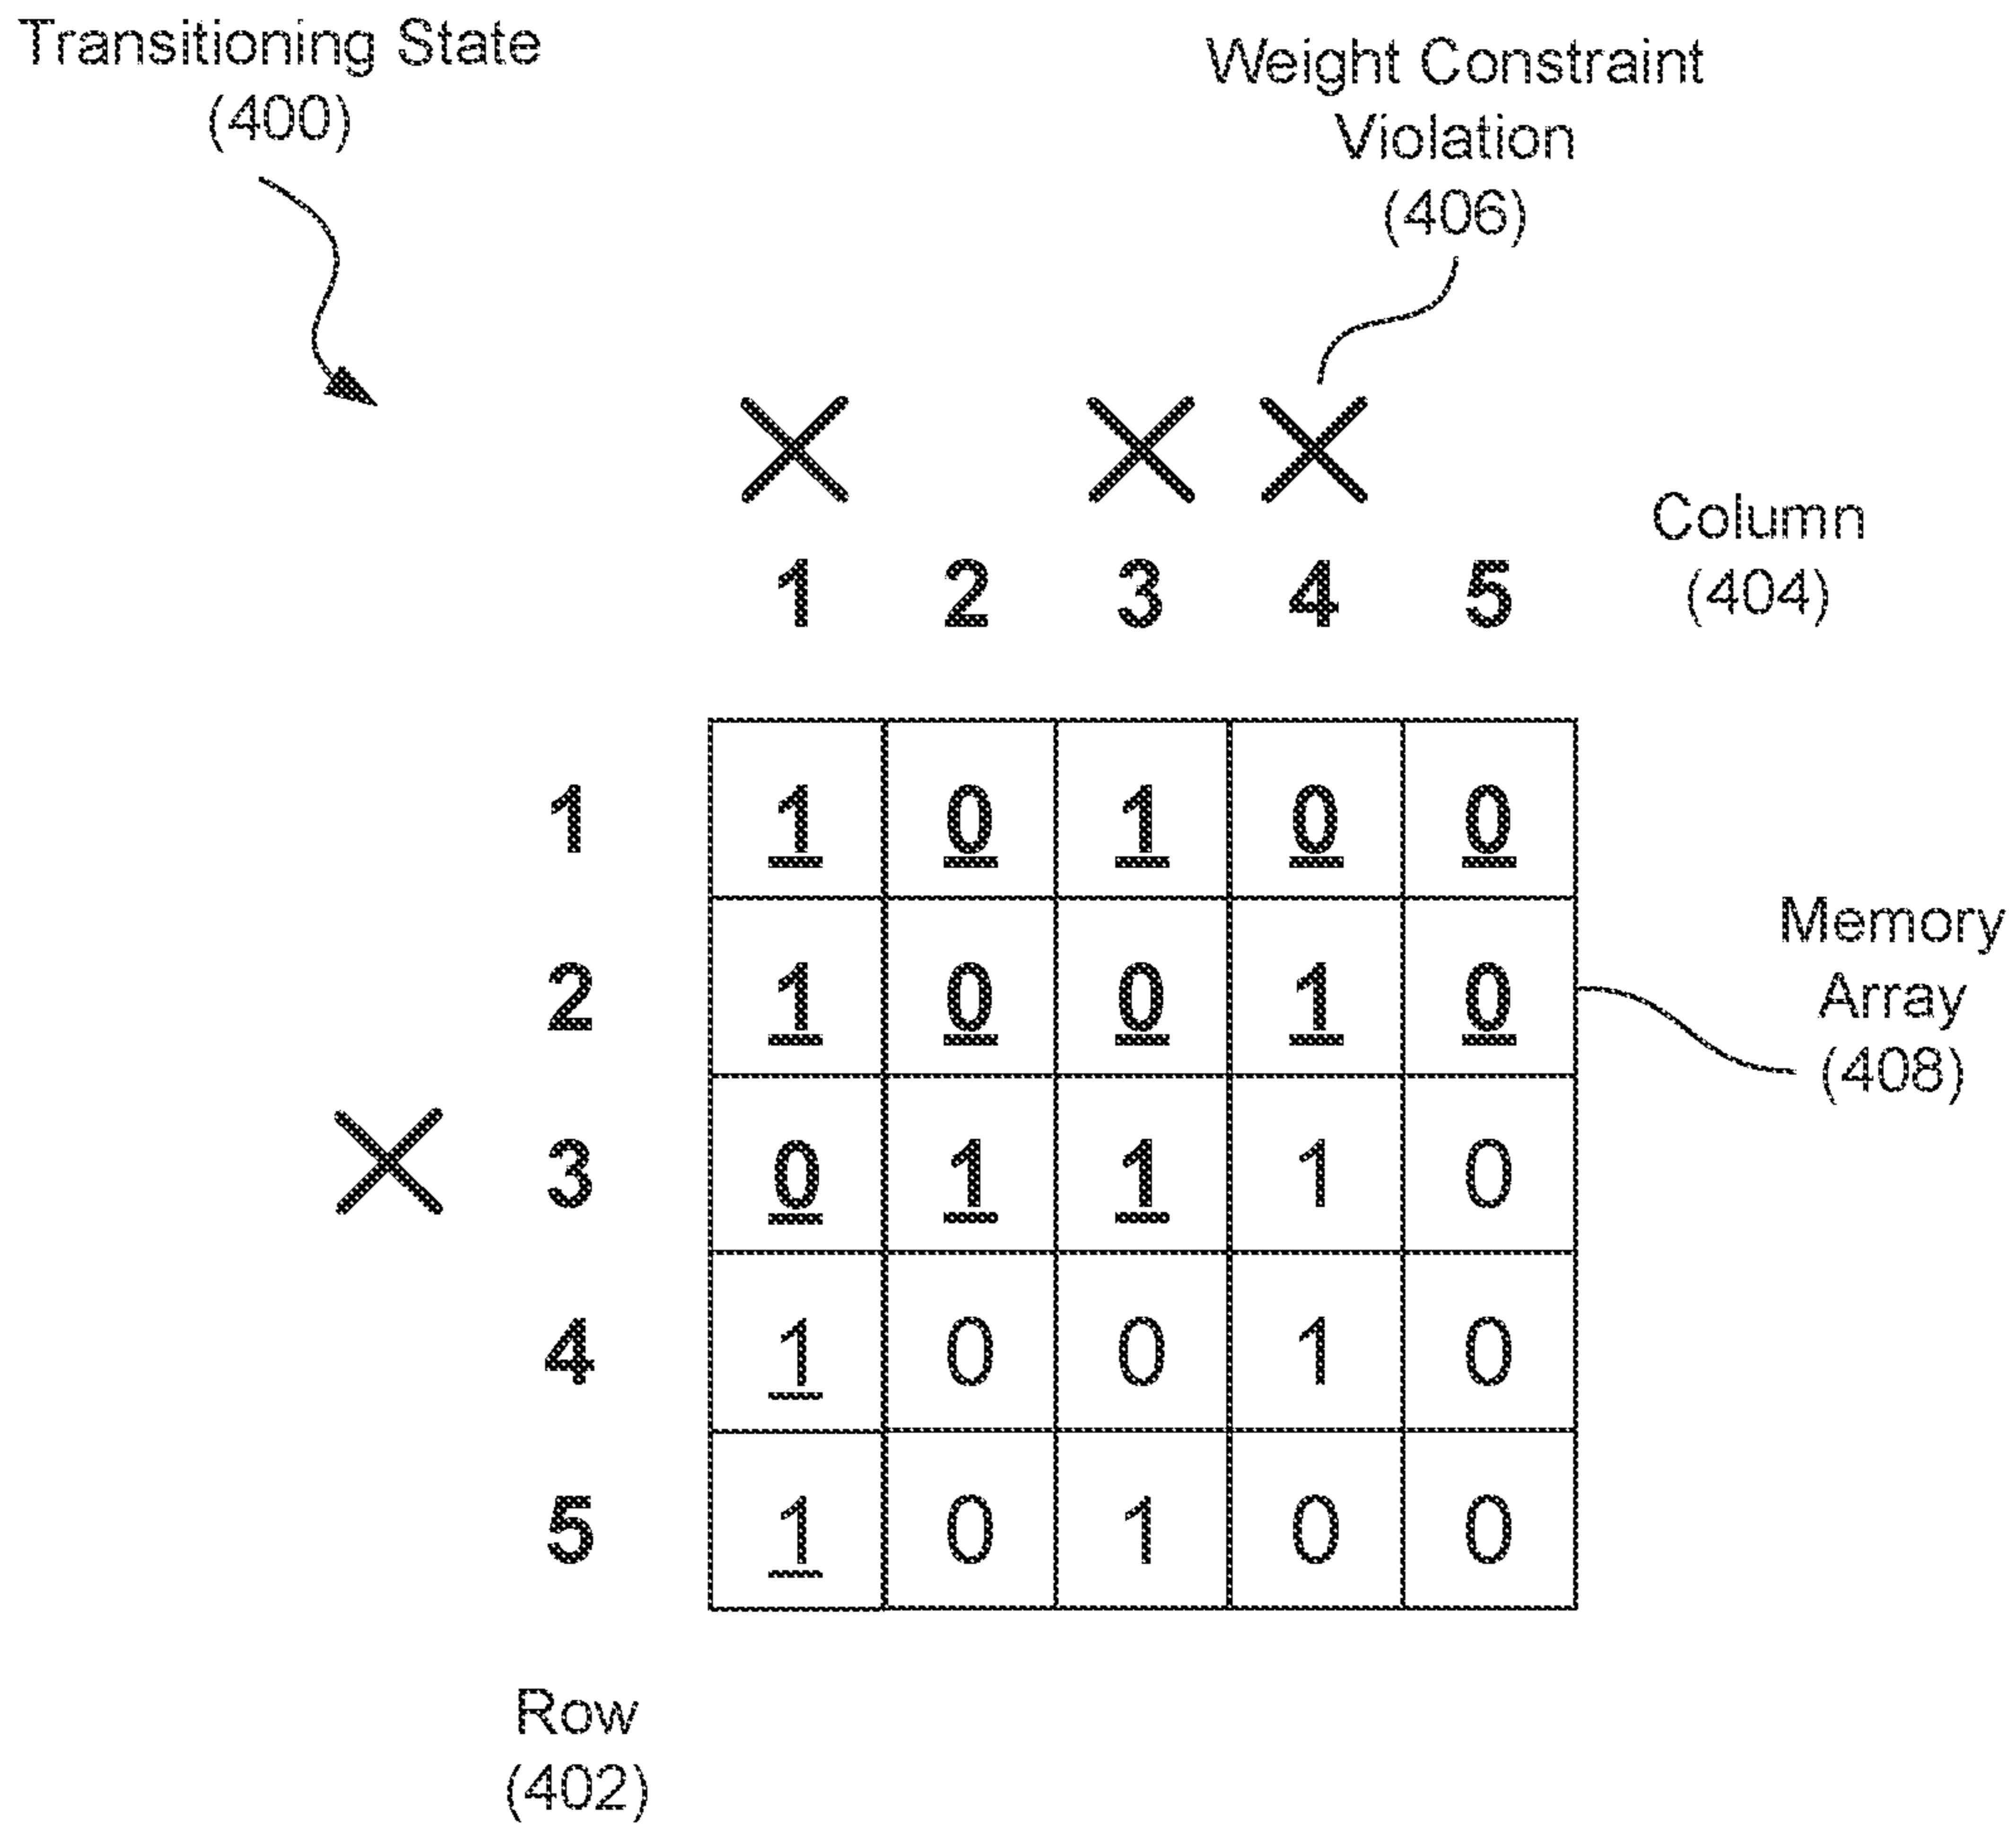 Transitioning State
(400)
Weight Constraint
Violation
(406)
Column
(404)
1 2 3 4 5
1 1 0 1 0 0
2 1 0 0 1 0
Memory
Array
(408)
3 0 1 1 1 0
4 1 0 0 1 0
5 1 0 1 0 0
Row
(402)